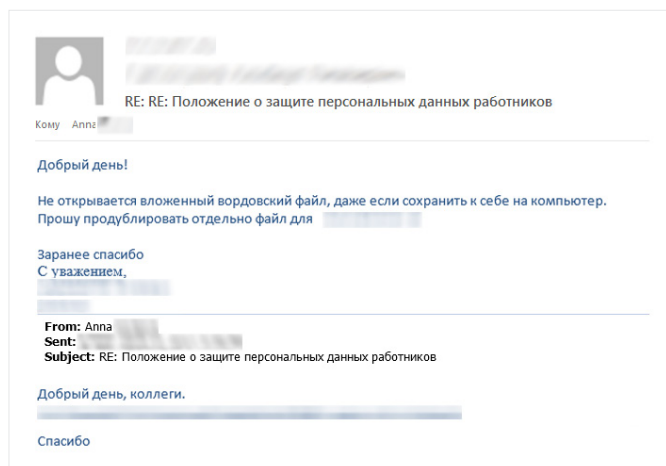 RE: RE: Положение о защите персональных данных работников
Кому Anna
Добрый день!
Не открывается вложенный вордовский файл, даже если сохранить к себе на компьютер.
Прошу продублировать отдельно файл для
Заранее спасибо
С уважением,
From: Anna
Sent:
Subject: RE: Положение о защите персональных данных работников
Добрый день, коллеги.
Спасибо